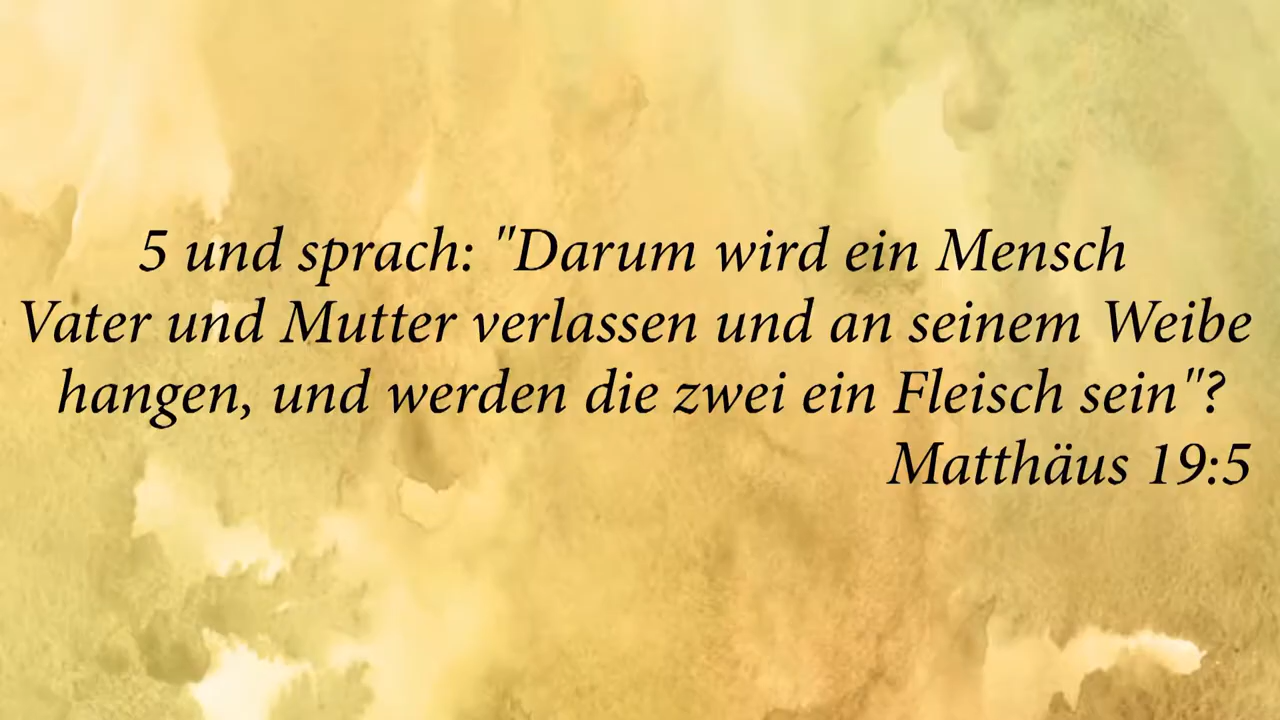 5 und sprach: "Darum wird ein Mensch
Vater und Mutter verlassen und an seinem Weibe
hangen, und werden die zwei ein Fleisch sein"?
Matthäus 19:5